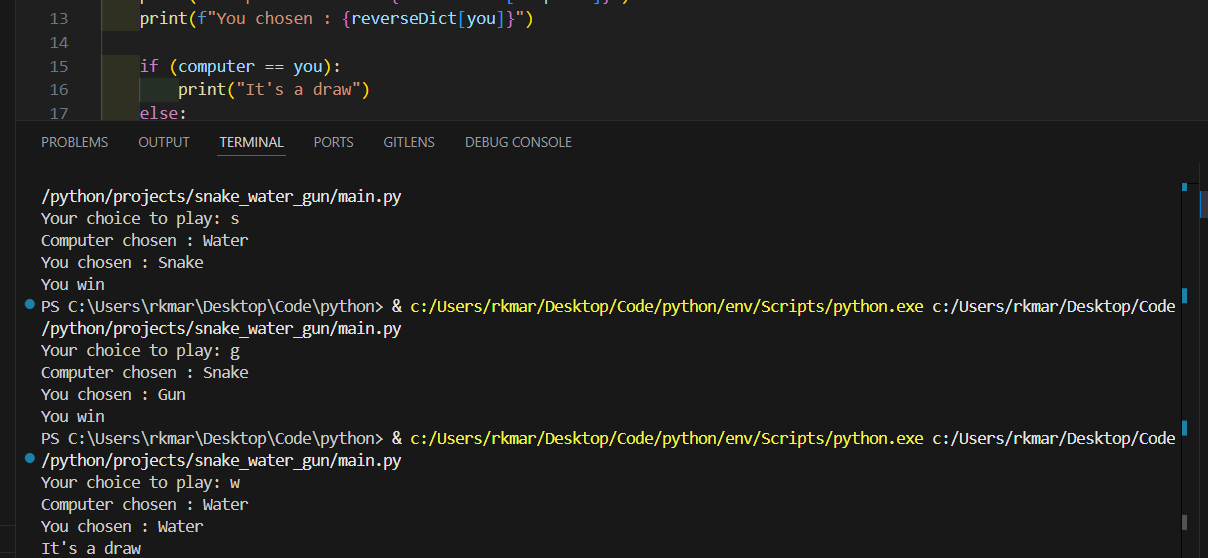 13 print(f"You chosen : {reverseDict[you]}")
14
15 if (computer == you):
16 print("It's a draw")
17 else:
PROBLEMS OUTPUT TERMINAL PORTS GITLENS DEBUG CONSOLE
/python/projects/snake_water_gun/main.py
Your choice to play: s
Computer chosen : Water
You chosen : Snake
You win
PS C:\Users\rkmar\Desktop\Code\python> & c:/Users/rkmar/Desktop/Code/python/env/Scripts/python.exe c:/Users/rkmar/Desktop/Code
/python/projects/snake_water_gun/main.py
Your choice to play: g
Computer chosen : Snake
You chosen : Gun
You win
PS C:\Users\rkmar\Desktop\Code\python> & c:/Users/rkmar/Desktop/Code/python/env/Scripts/python.exe c:/Users/rkmar/Desktop/Code
/python/projects/snake_water_gun/main.py
Your choice to play: w
Computer chosen : Water
You chosen : Water
It's a draw